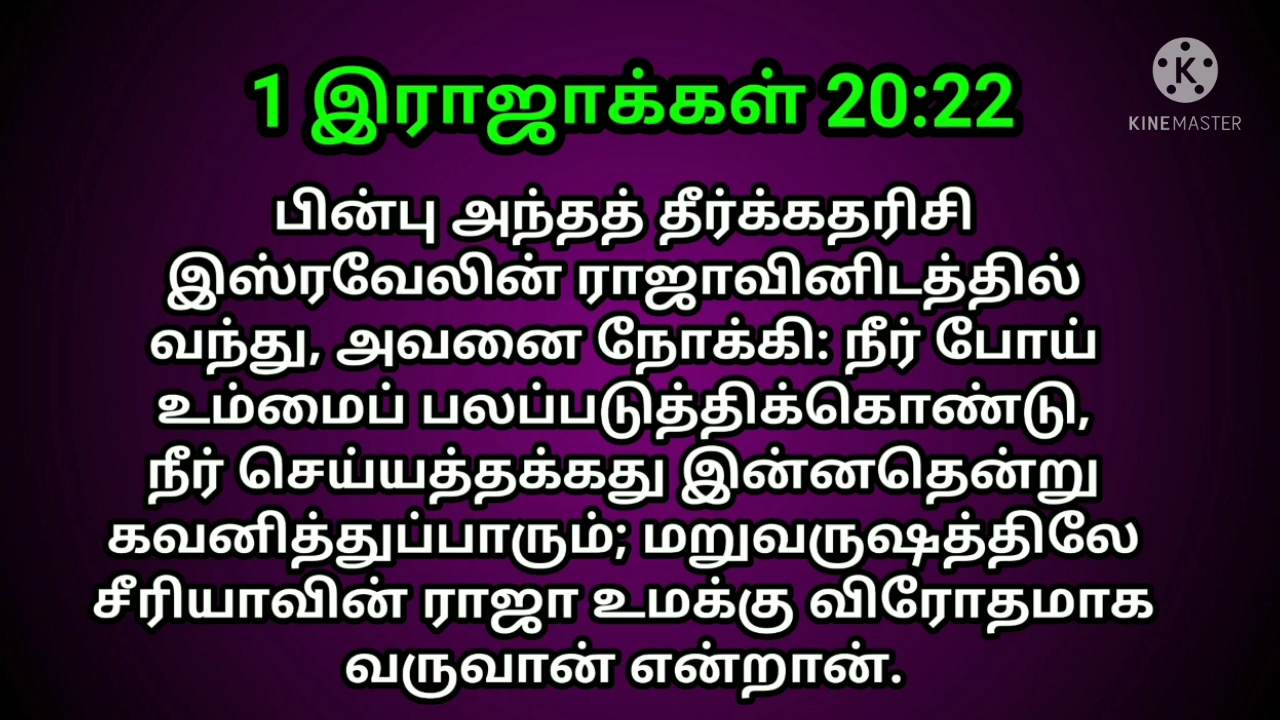 1 இராஜாக்கள் 20:22
K
KINEMASTER
பின்பு அந்தத் தீர்க்கதரிசி
இஸ்ரவேலின் ராஜாவினிடத்தில்
வந்து, அவனை நோக்கி: நீர் போய்
உம்மைப் பலப்படுத்திக்கொண்டு,
நீர் செய்யத்தக்கது இன்னதென்று
கவனித்துப்பாரும்; மறுவருஷத்திலே
சீரியாவின் ராஜா உமக்கு விரோதமாக
வருவான் என்றான்.